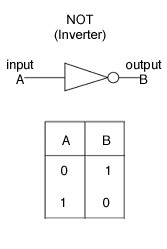 NOT
(Inverter)
input output
A B
A B
0 1
1 0